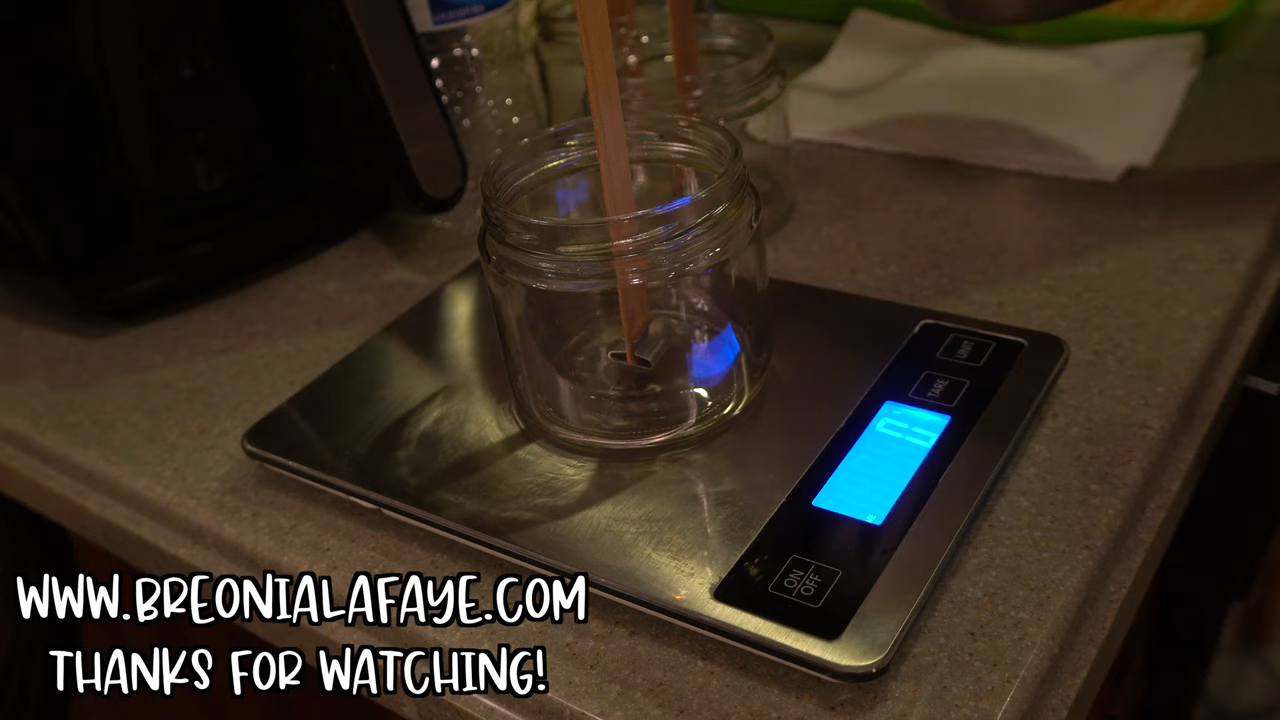 UNIT
TARE
ON
OFF
WWW.BREONIALAFAYE.COM
THANKS FOR WATCHING!